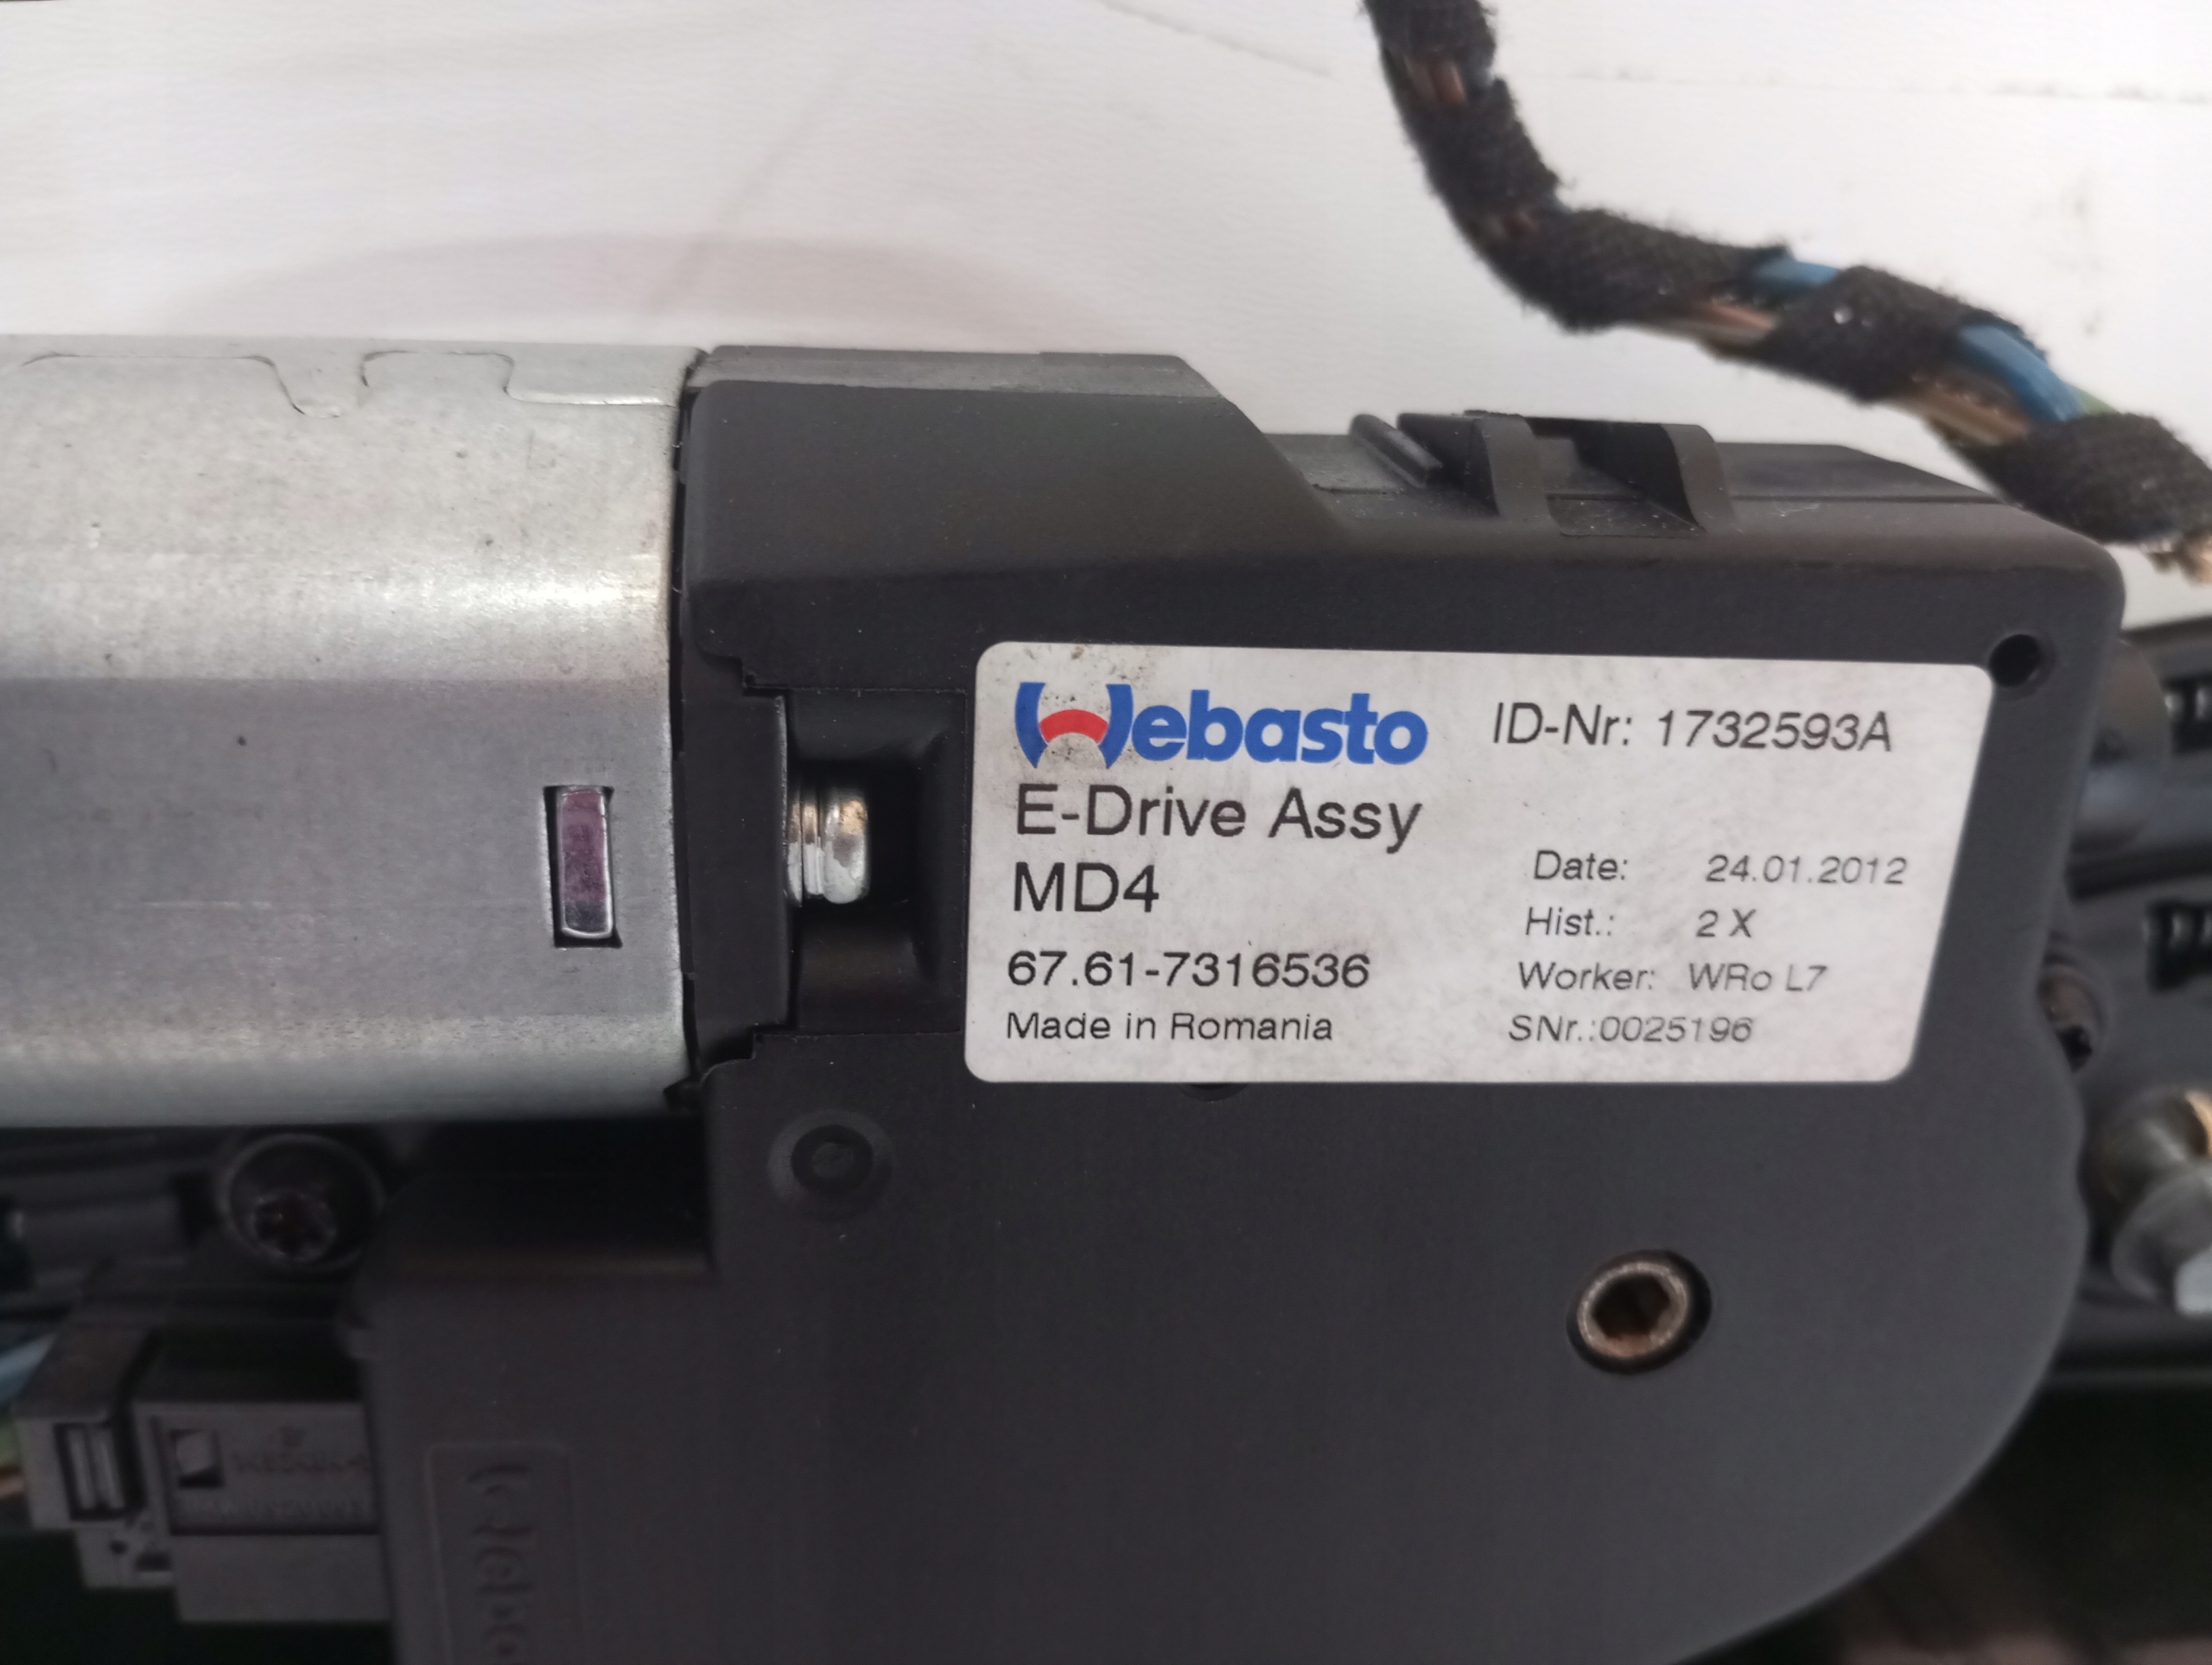 Webasto
E-Drive Assy
MD4
67.61-7316536
Made in Romania
ID-Nr: 1732593A
Date: 24.01.2012
Hist.: 2 X
Worker: WRo L7
SNr.:0025196